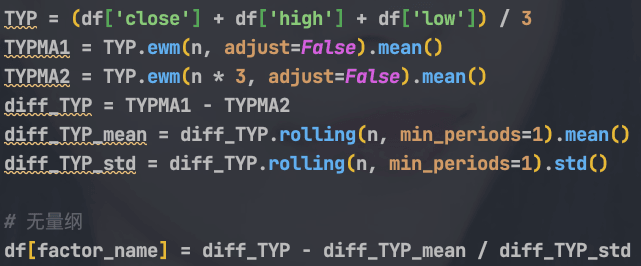 TYP = (df['close'] + df['high'] + df['low']) / 3
TYPMA1 = TYP.ewm(n, adjust=False).mean()
TYPMA2 = TYP.ewm(n * 3, adjust=False).mean()
diff_TYP = TYPMA1 - TYPMA2
diff_TYP_mean = diff_TYP.rolling(n, min_periods=1).mean()
diff_TYP_std = diff_TYP.rolling(n, min_periods=1).std()
# 无量纲
df[factor_name] = diff_TYP - diff_TYP_mean / diff_TYP_std